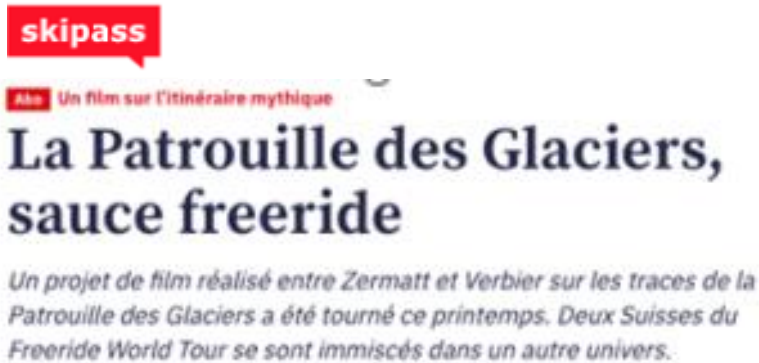 skipass
Abo Un film sur l'itinéraire mythique
La Patrouille des Glaciers,
sauce freeride
Un projet de film réalisé entre Zermatt et Verbier sur les traces de la
Patrouille des Glaciers a été tourné ce printemps. Deux Suisses du
Freeride World Tour se sont immiscés dans un autre univers.